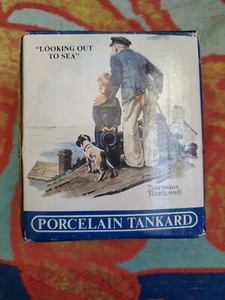 "LOOKING OUT
TO SEA"
Norman
Rockwell
PORCELAIN TANKARD